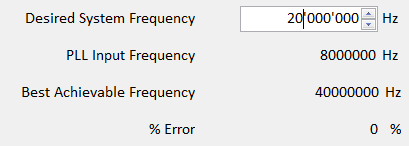 Desired System Frequency 20'000'000 Hz
PLL Input Frequency 8000000 Hz
Best Achievable Frequency 40000000 Hz
% Error 0 %